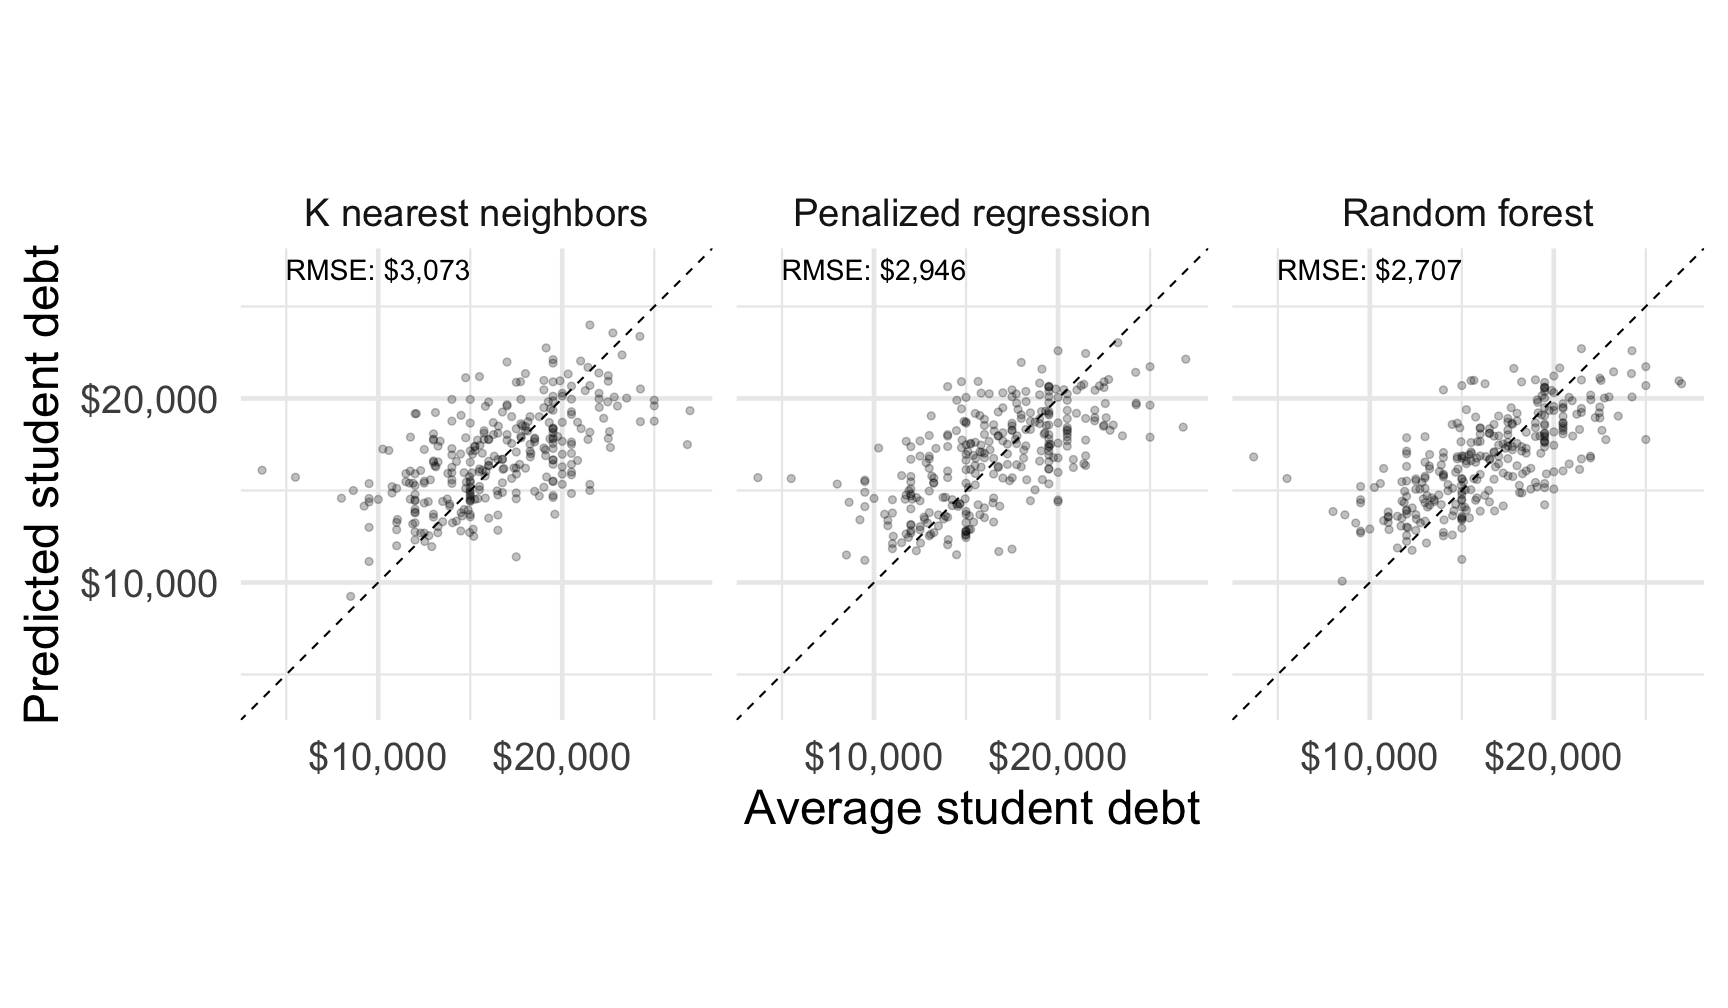 K nearest neighbors
Penalized regression
Random forest
RMSE: $3,073
RMSE: $2,946
RMSE: $2,707
Predicted student debt
$20,000
$10,000
$10,000 $20,000
$10,000 $20,000
$10,000 $20,000
Average student debt